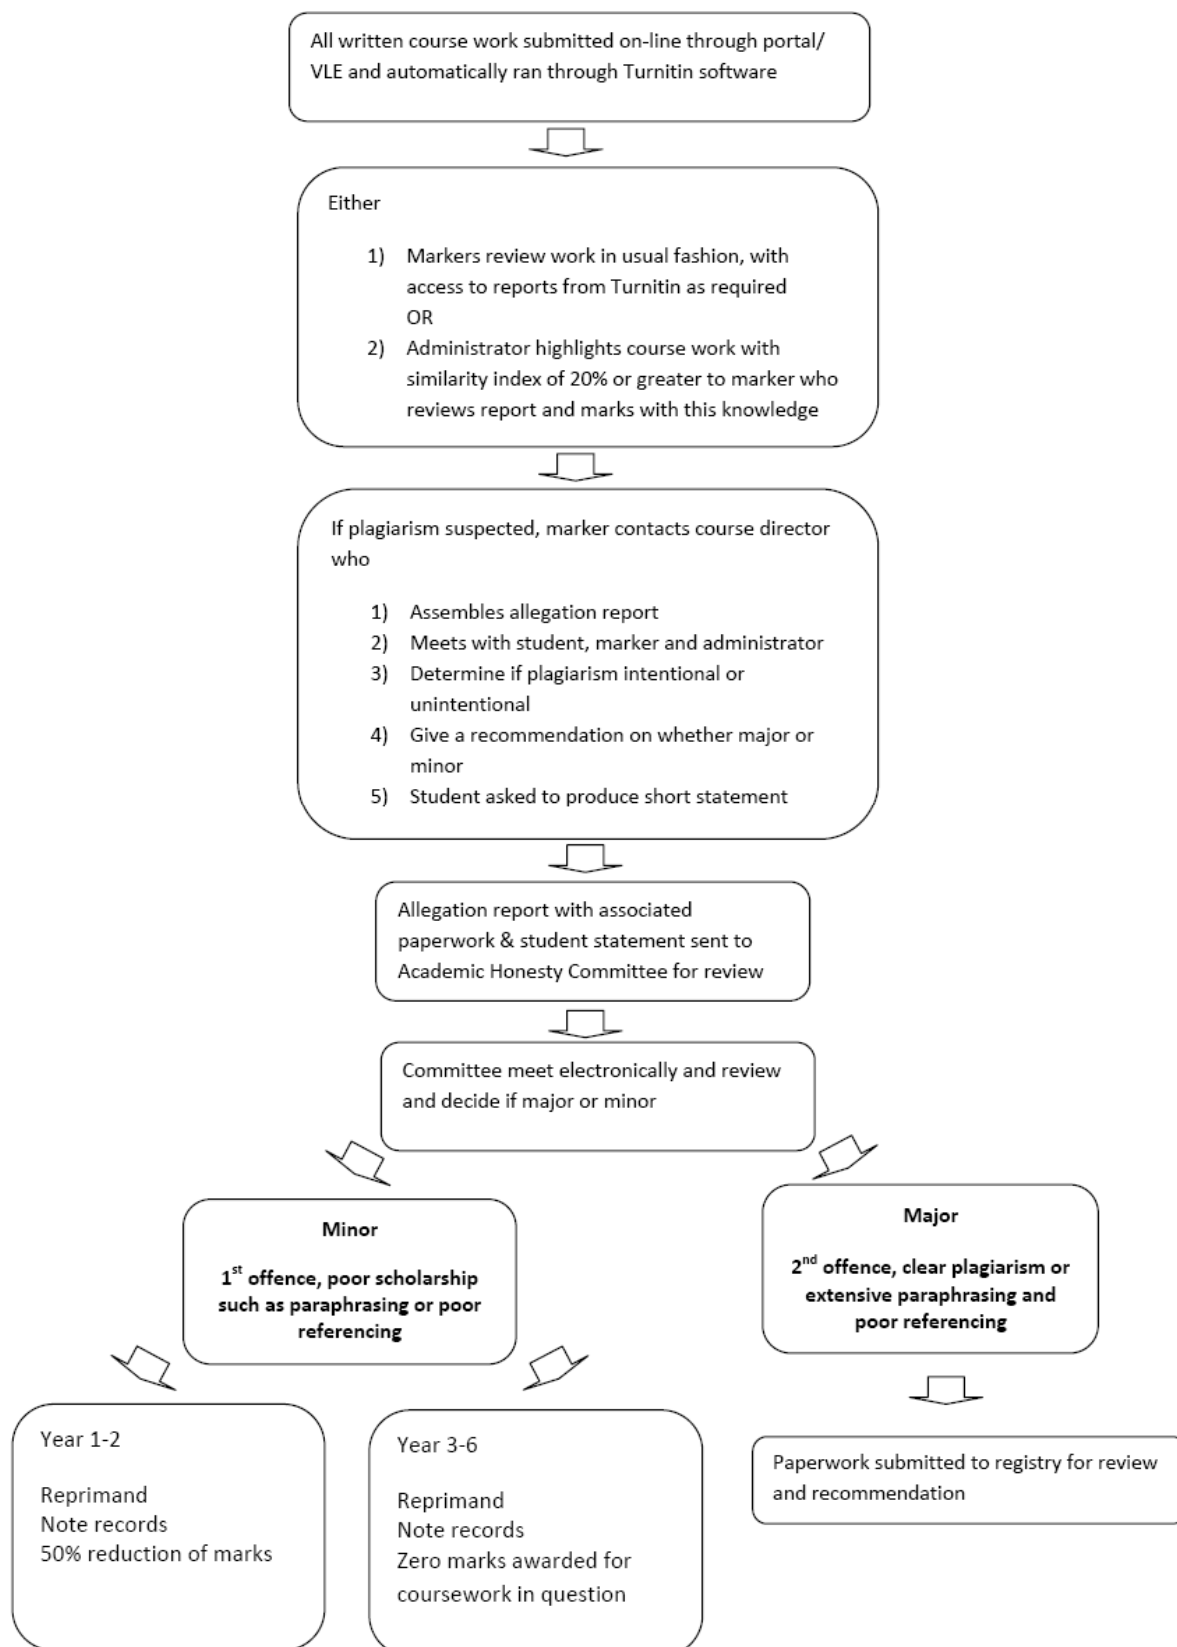 All written course work submitted on-line through portal/
VLE and automatically ran through Turnitin software
Either
1) Markers review work in usual fashion, with
access to reports from Turnitin as required
OR
2) Administrator highlights course work with
similarity index of 20% or greater to marker who
reviews report and marks with this knowledge
If plagiarism suspected, marker contacts course director
who
1) Assembles allegation report
2) Meets with student, marker and administrator
3) Determine if plagiarism intentional or
unintentional
4) Give a recommendation on whether major or
minor
5) Student asked to produce short statement
Allegation report with associated
paperwork & student statement sent to
Academic Honesty Committee for review
Committee meet electronically and review
and decide if major or minor
Minor
1st offence, poor scholarship
such as paraphrasing or poor
referencing
Major
2nd offence, clear plagiarism or
extensive paraphrasing and
poor referencing
Year 1-2
Reprimand
Note records
50% reduction of marks
Year 3-6
Reprimand
Note records
Zero marks awarded for
coursework in question
Paperwork submitted to registry for review
and recommendation